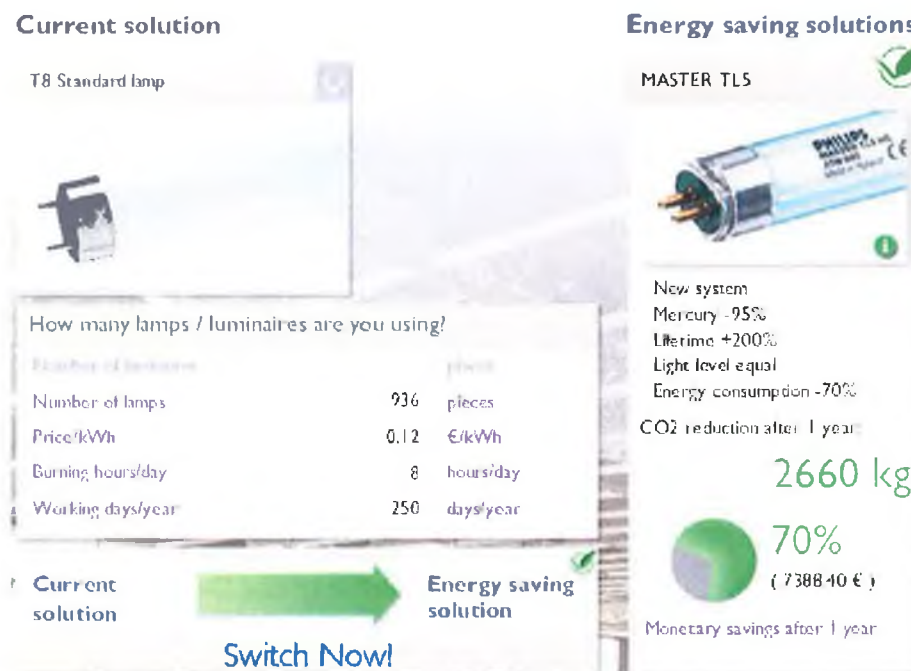 Current solution
T8 Standard lamp
How many lamps / luminaires are you using?
Number of lamps 936 pieces
Price/kWh 0.12 €/kWh
Burning hours/day 8 hours/day
Working days/year 250 days/year
Current solution
Energy saving solution
Switch Now!
Energy saving solutions
MASTER TL5
PHILIPS
New system
Mercury -95%
Lifetime +200%
Light level equal
Energy consumption -70%
CO2 reduction after 1 year
2660 kg
70%
( 7388 40 € )
Monetary savings after 1 year